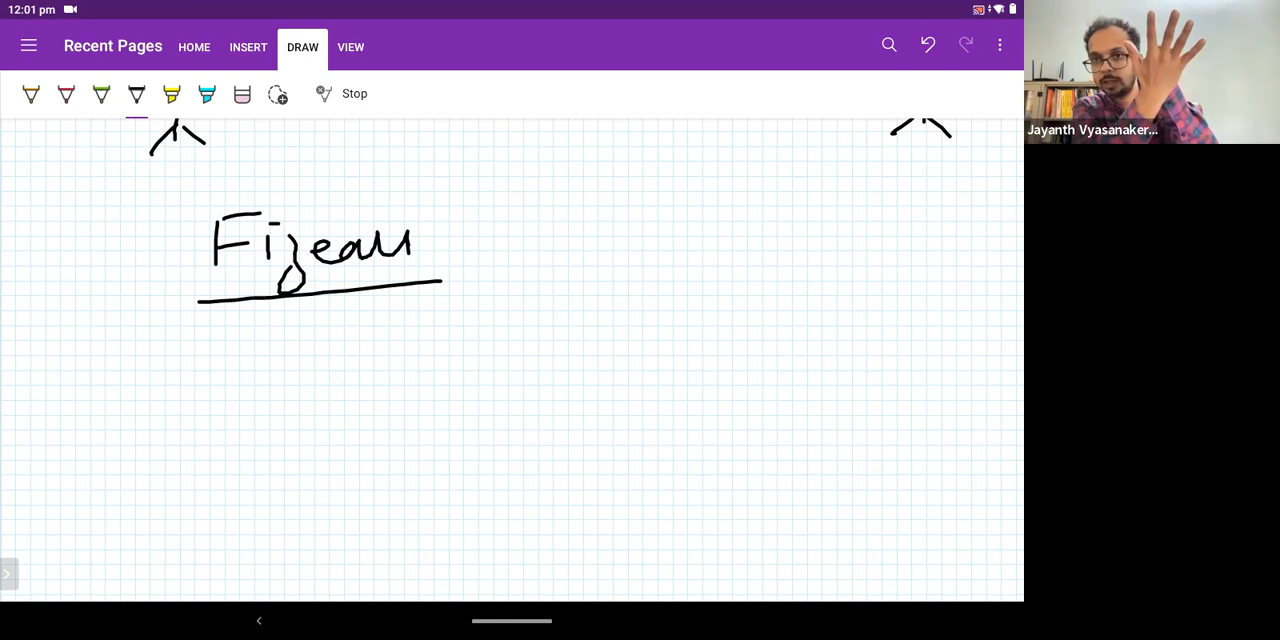 12:01 pm
Recent Pages HOME INSERT DRAW VIEW
Stop
Jayanth Vyasanaker...
Fizeau